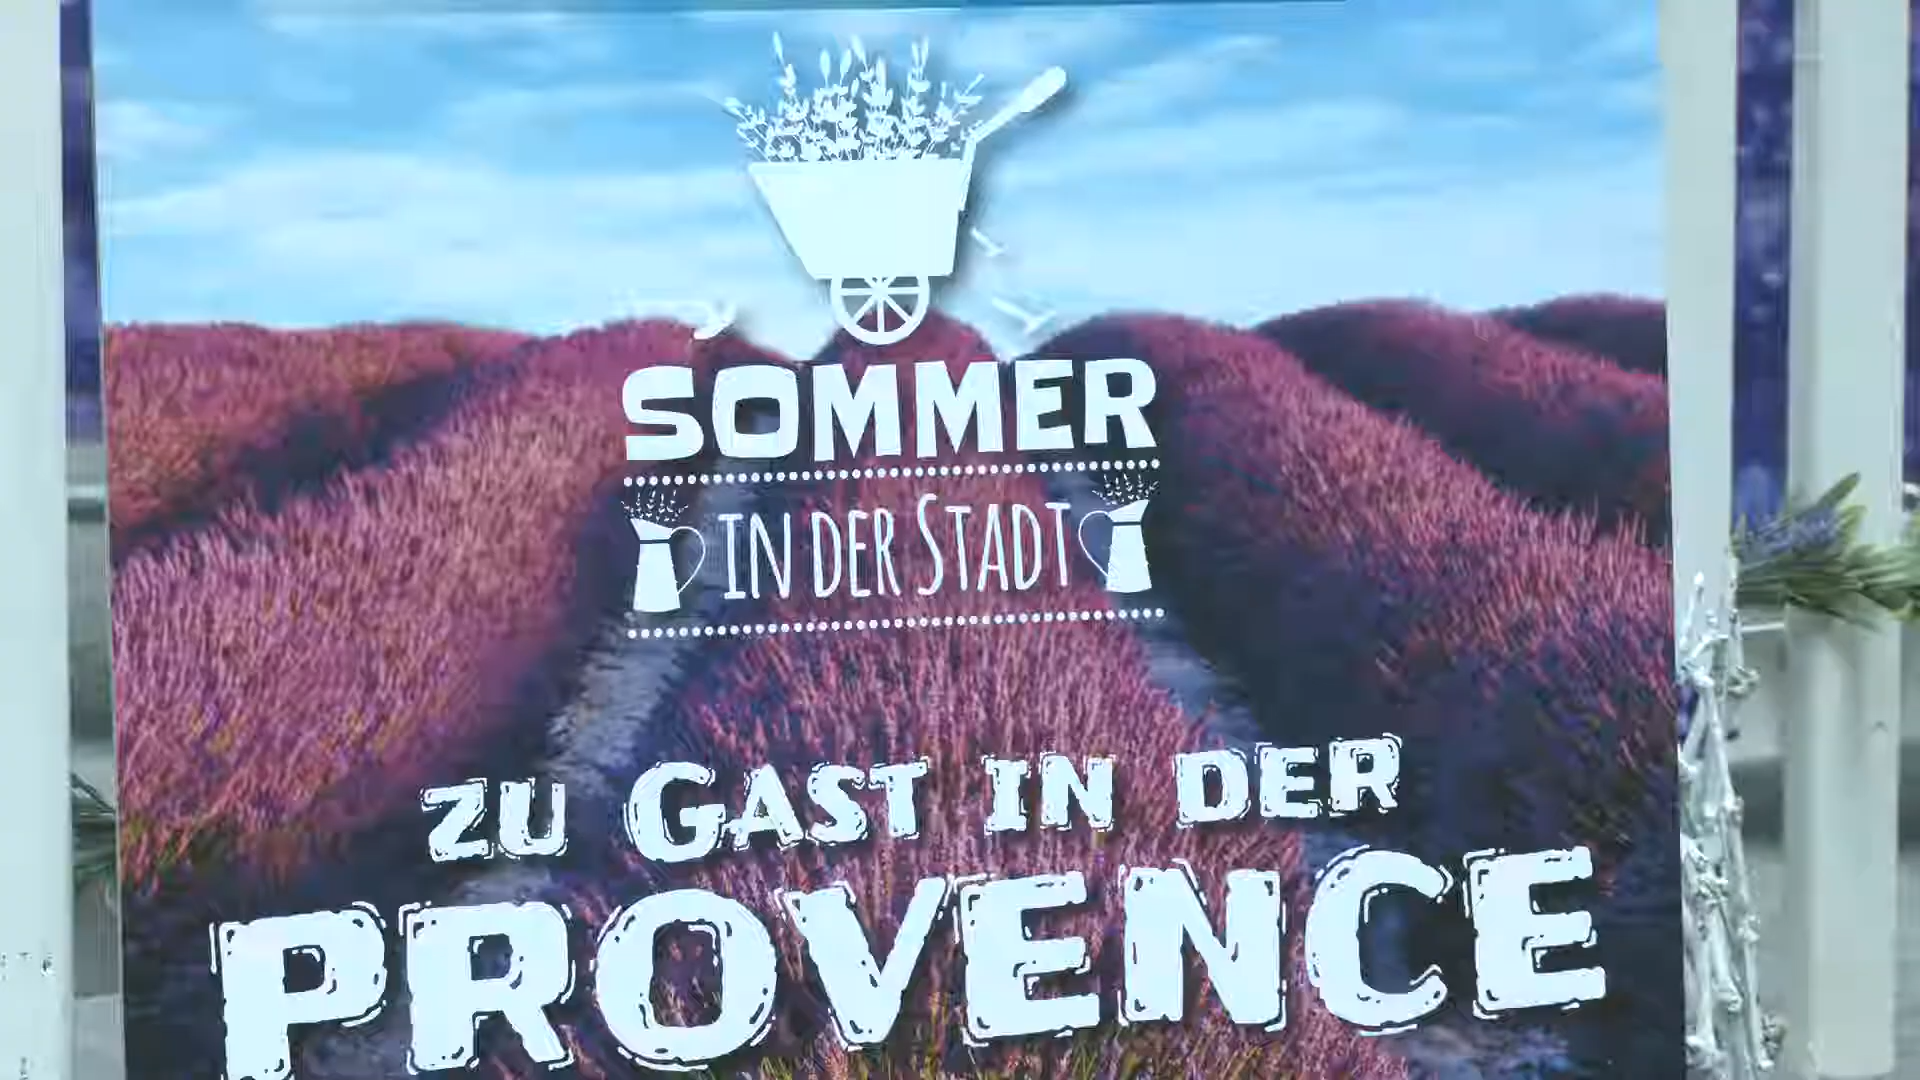 SOMMER
IN DER STADT
ZU GAST IN DER
PROVENCE